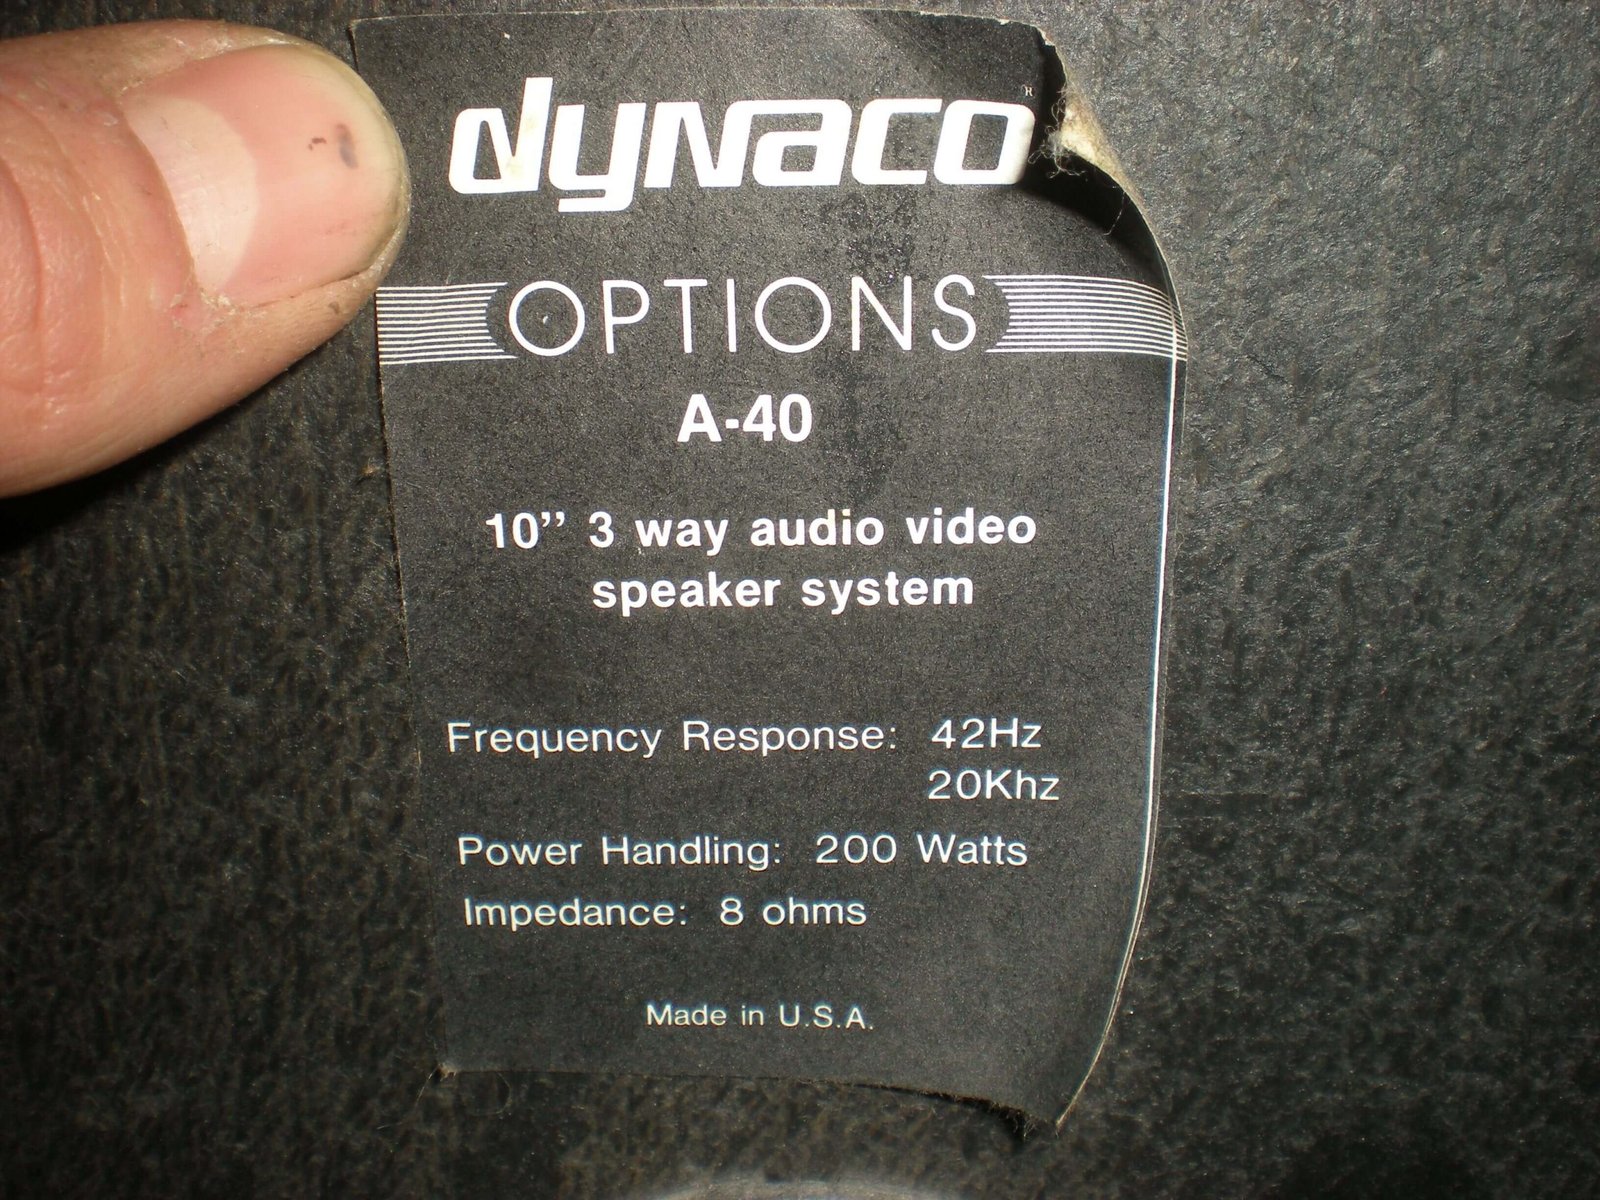 dynaco®
OPTIONS
A-40
10” 3 way audio video
speaker system
Frequency Response: 42Hz
20Khz
Power Handling: 200 Watts
Impedance: 8 ohms
Made in U.S.A.